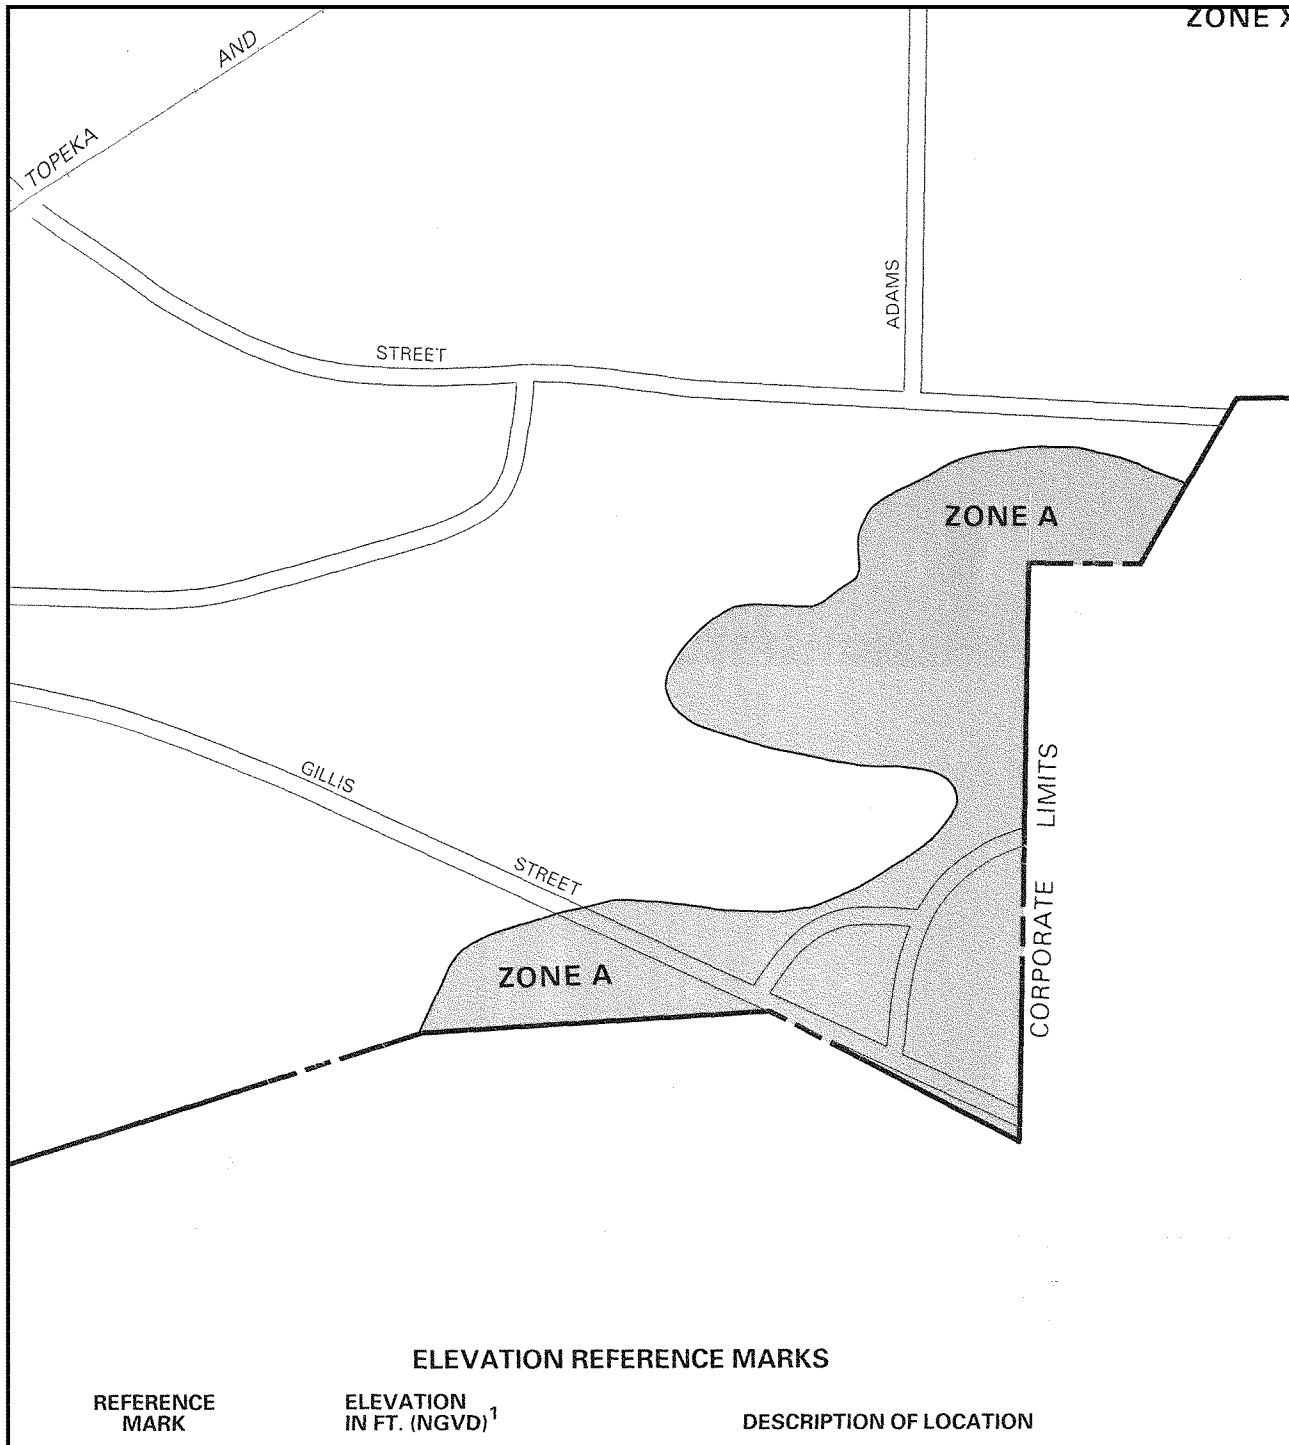 ZONE X
AND
TOPEKA
ADAMS
STREET
ZONE A
GILLIS
LIMITS
STREET
CORPORATE
ZONE A
ELEVATION REFERENCE MARKS
REFERENCE
MARK
ELEVATION
IN FT. (NGVD)1
DESCRIPTION OF LOCATION